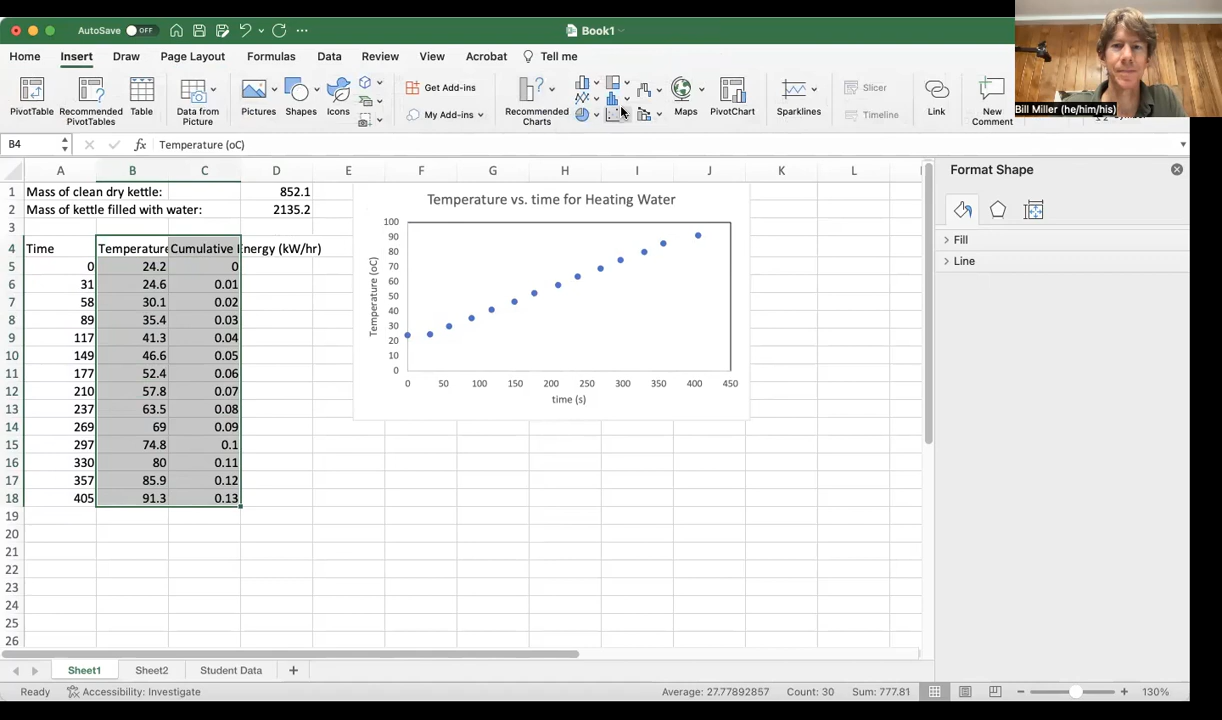 AutoSave OFF
Book1
Home Insert Draw Page Layout Formulas Data Review View Acrobat Tell me
PivotTable
Recommended
PivotTables
Data from
Picture
Pictures
Shapes
Icons
Get Add-ins
My Add-ins
Recommended
Charts
Maps
PivotChart
Sparklines
Slicer
Timeline
Link
New
Comment
Bill Miller (he/him/his)
B4 fx Temperature (oC)
A B C D E F G H I J K L
1 Mass of clean dry kettle: 852.1
2 Mass of kettle filled with water: 2135.2
3
4 Time Temperature Cumulative Energy (kW/hr)
5 0 24.2 0
6 31 24.6 0.01
7 58 30.1 0.02
8 89 35.4 0.03
9 117 41.3 0.04
10 149 46.6 0.05
11 177 52.4 0.06
12 210 57.8 0.07
13 237 63.5 0.08
14 269 69 0.09
15 297 74.8 0.1
16 330 80 0.11
17 357 85.9 0.12
18 405 91.3 0.13
19
20
21
22
23
24
25
26
Temperature vs. time for Heating Water
Temperature (oC)
100
90
80
70
60
50
40
30
20
10
0
0 50 100 150 200 250 300 350 400 450
time (s)
Format Shape
Fill
Line
Sheet1 Sheet2 Student Data +
Ready Accessibility: Investigate Average: 27.77892857 Count: 30 Sum: 777.81 130%